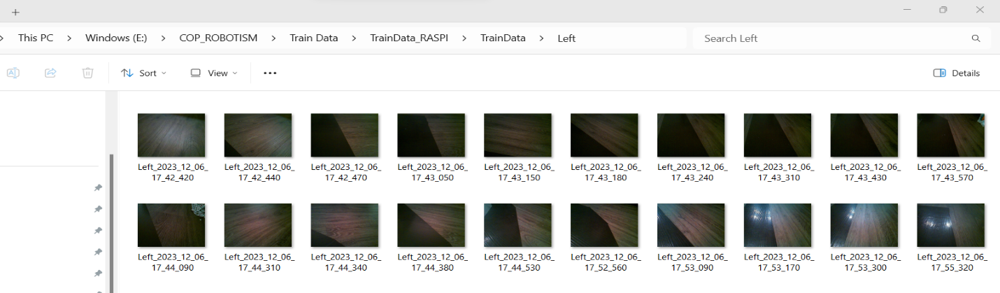 This PC > Windows (E:) > COP_ROBOTISM > Train Data > TrainData_RASPI > TrainData > Left
Search Left
Sort
View
Details
Left_2023_12_06_17_42_420
Left_2023_12_06_17_42_440
Left_2023_12_06_17_42_470
Left_2023_12_06_17_43_050
Left_2023_12_06_17_43_150
Left_2023_12_06_17_43_180
Left_2023_12_06_17_43_240
Left_2023_12_06_17_43_310
Left_2023_12_06_17_43_430
Left_2023_12_06_17_43_570
Left_2023_12_06_17_44_090
Left_2023_12_06_17_44_310
Left_2023_12_06_17_44_340
Left_2023_12_06_17_44_380
Left_2023_12_06_17_44_530
Left_2023_12_06_17_52_560
Left_2023_12_06_17_53_090
Left_2023_12_06_17_53_170
Left_2023_12_06_17_53_300
Left_2023_12_06_17_55_320